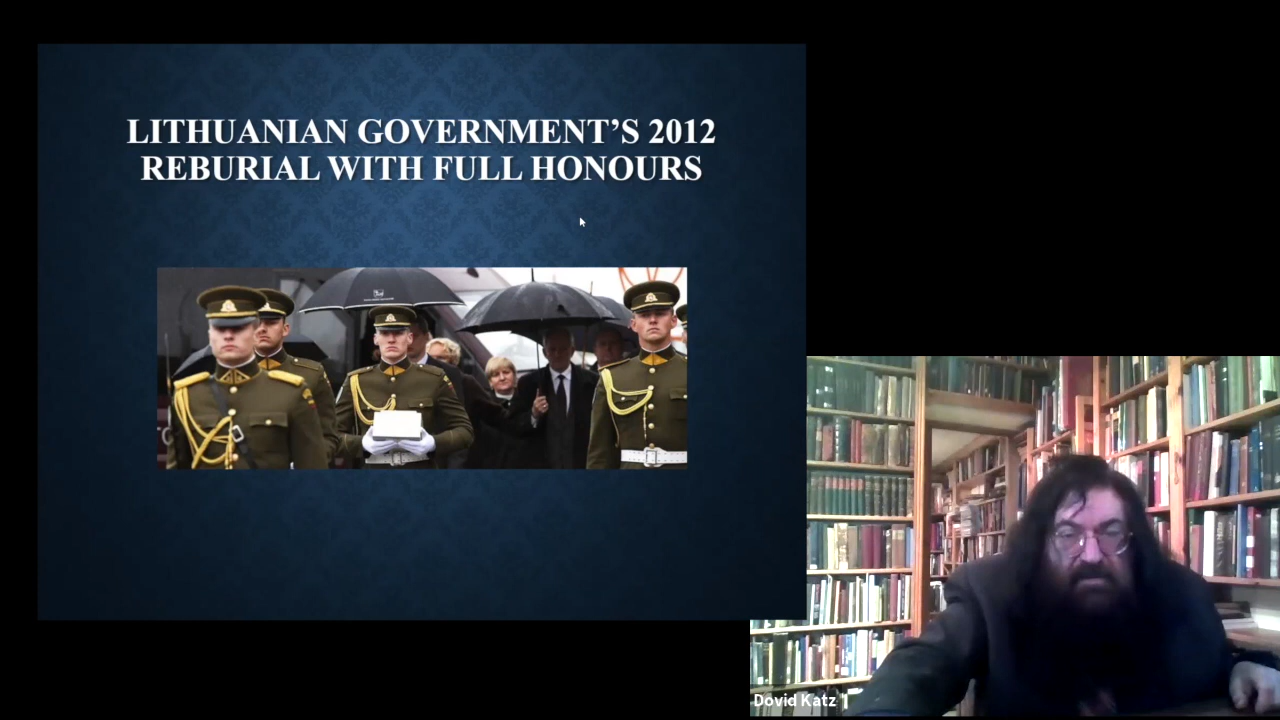 LITHUANIAN GOVERNMENT’S 2012
REBURIAL WITH FULL HONOURS
Dovid Katz